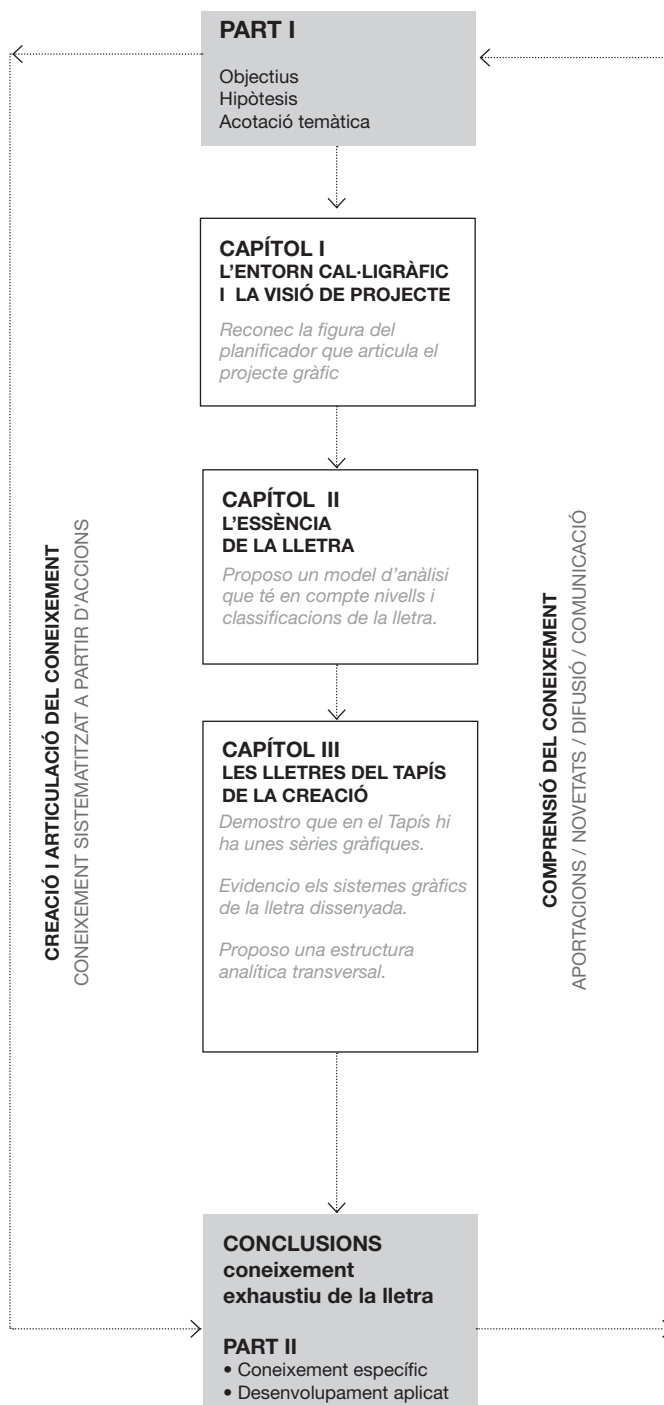 PART I
Objectius
Hipòtesis
Acotació temàtica
CAPÍTOL I
L'ENTORN CAL·LIGRÀFIC
I LA VISIÓ DE PROJECTE
Reconec la figura del
planificador que articula el
projecte gràfic
CAPÍTOL II
L'ESSÈNCIA
DE LA LLETRA
Proposo un model d'anàlisi
que té en compte nivells i
classificacions de la lletra.
CAPÍTOL III
LES LLETRES DEL TAPÍS
DE LA CREACIÓ
Demostro que en el Tapís hi
ha unes sèries gràfiques.
Evidencio els sistemes gràfics
de la lletra dissenyada.
Proposo una estructura
analítica transversal.
CREACIÓ I ARTICULACIÓ DEL CONEIXEMENT
CONEIXEMENT SISTEMATITZAT A PARTIR D'ACCIONS
COMPRENSIÓ DEL CONEIXEMENT
APORTACIONS / NOVETATS / DIFUSIÓ / COMUNICACIÓ
CONCLUSIONS
coneixement
exhaustiu de la lletra
PART II
• Coneixement específic
• Desenvolupament aplicat